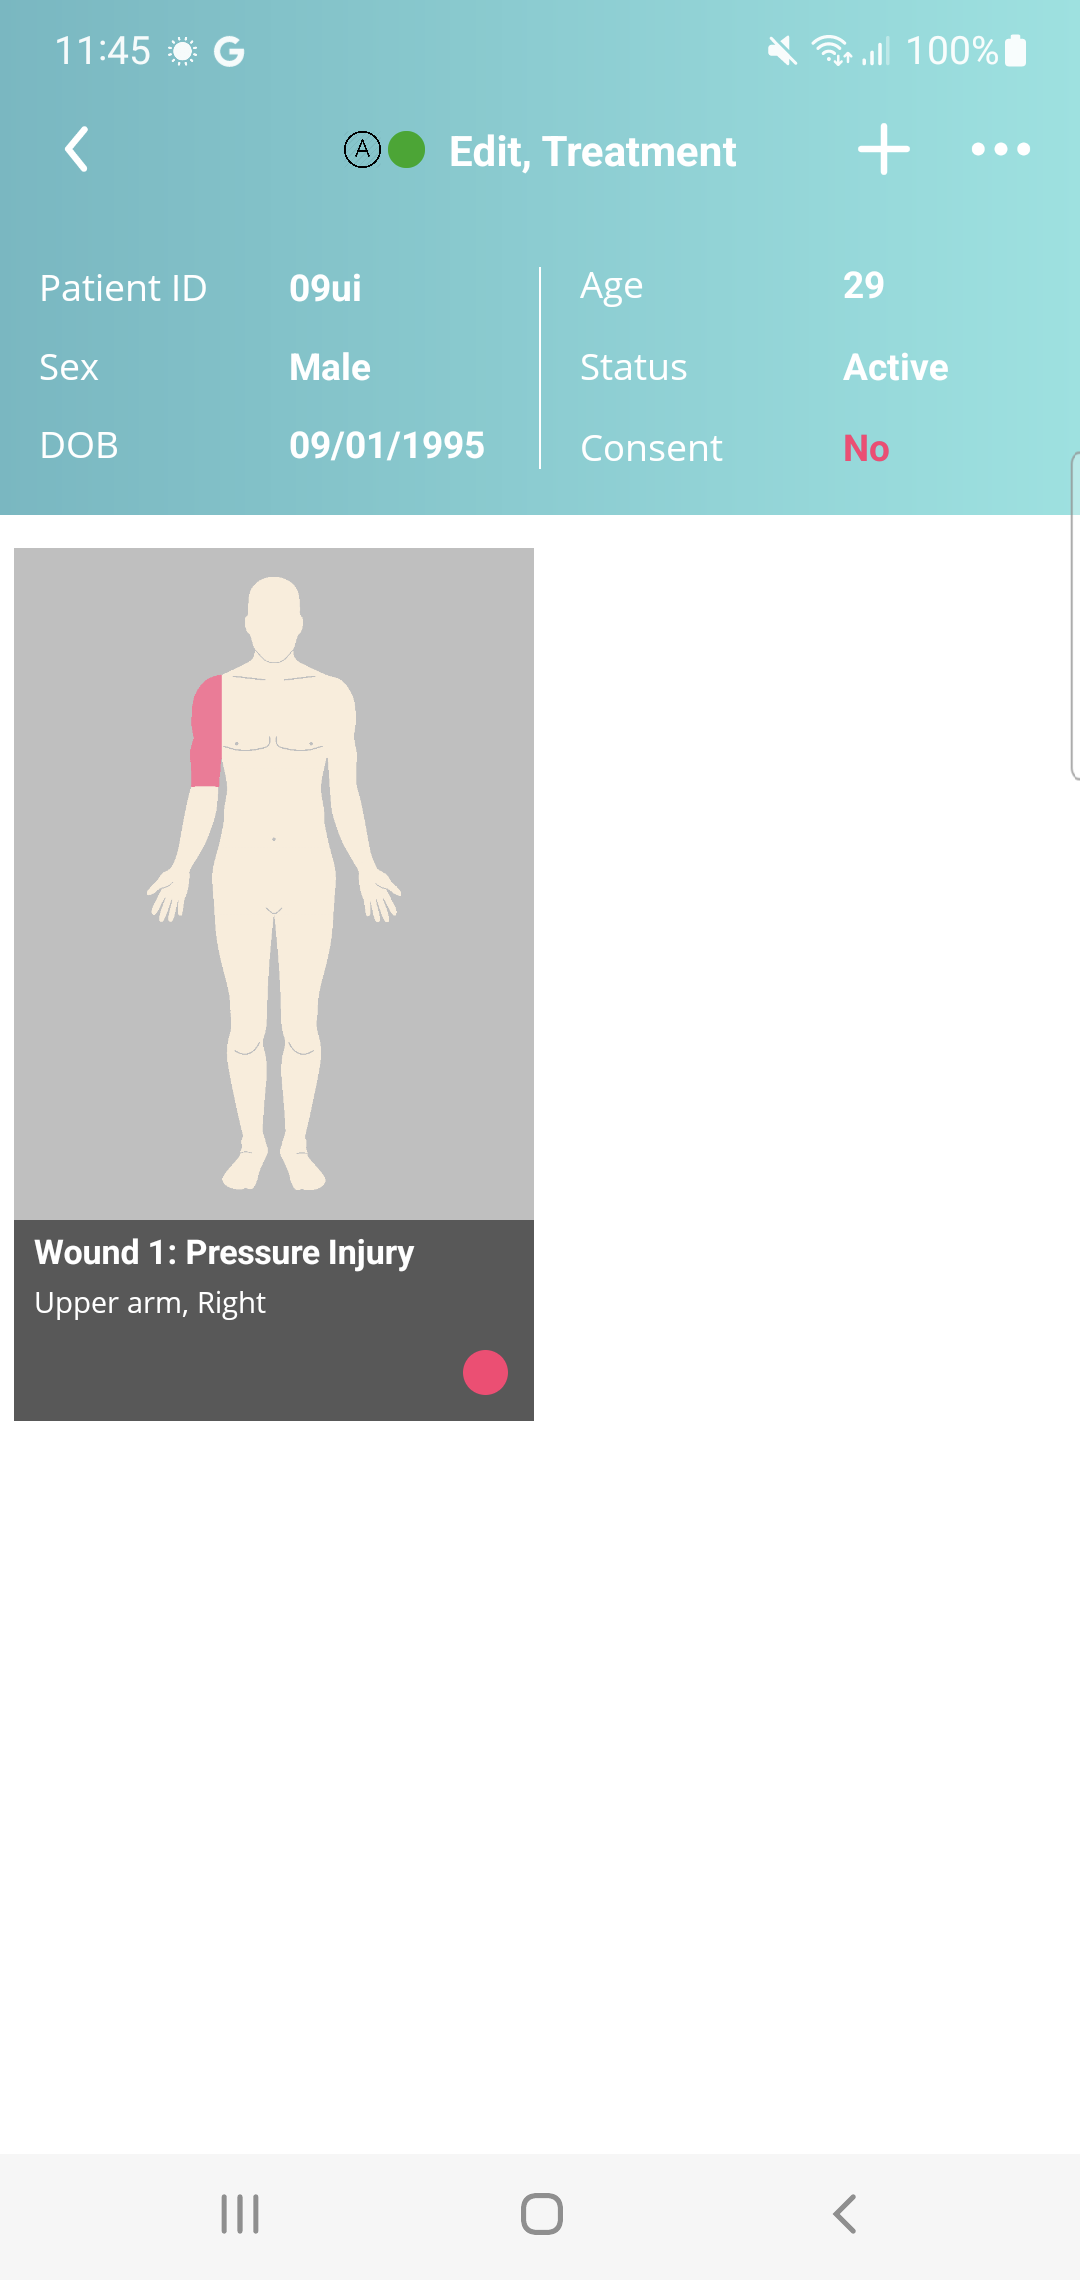 11:45 G 100%
A Edit, Treatment
Patient ID 09ui
Sex Male
DOB 09/01/1995
Age 29
Status Active
Consent No
Wound 1: Pressure Injury
Upper arm, Right